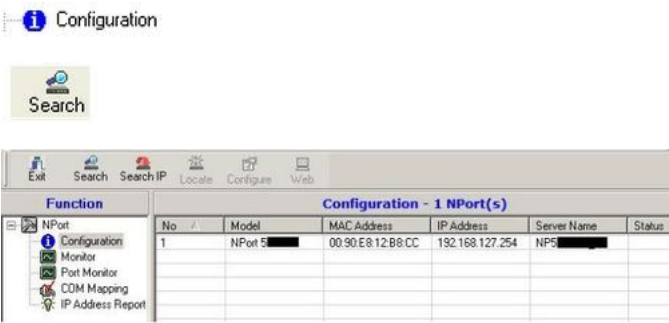 Configuration
Search
Exit Search Search IP Locate Configure Web
Function Configuration - 1 NPort(s)
NPort No Model MAC Address IP Address Server Name Status
Configuration 1 NPort 5 00:90:E8:12:B8:CC 192.168.127.254 NP5
Monitor
Port Monitor
COM Mapping
IP Address Report